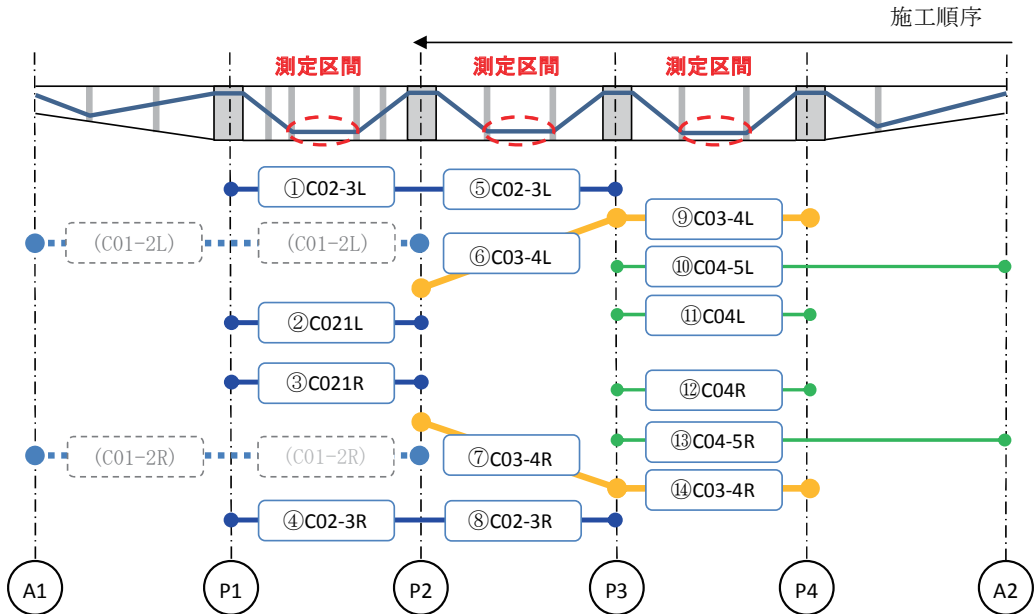 施工順序
測定区間 測定区間 測定区間
①C02-3L ⑤C02-3L
⑨C03-4L
(C01-2L) (C01-2L)
⑥C03-4L
⑩C04-5L
②C021L ⑪C04L
③C021R ⑫C04R
⑬C04-5R
(C01-2R) (C01-2R) ⑦C03-4R
⑭C03-4R
④C02-3R ⑧C02-3R
A1 P1 P2 P3 P4 A2